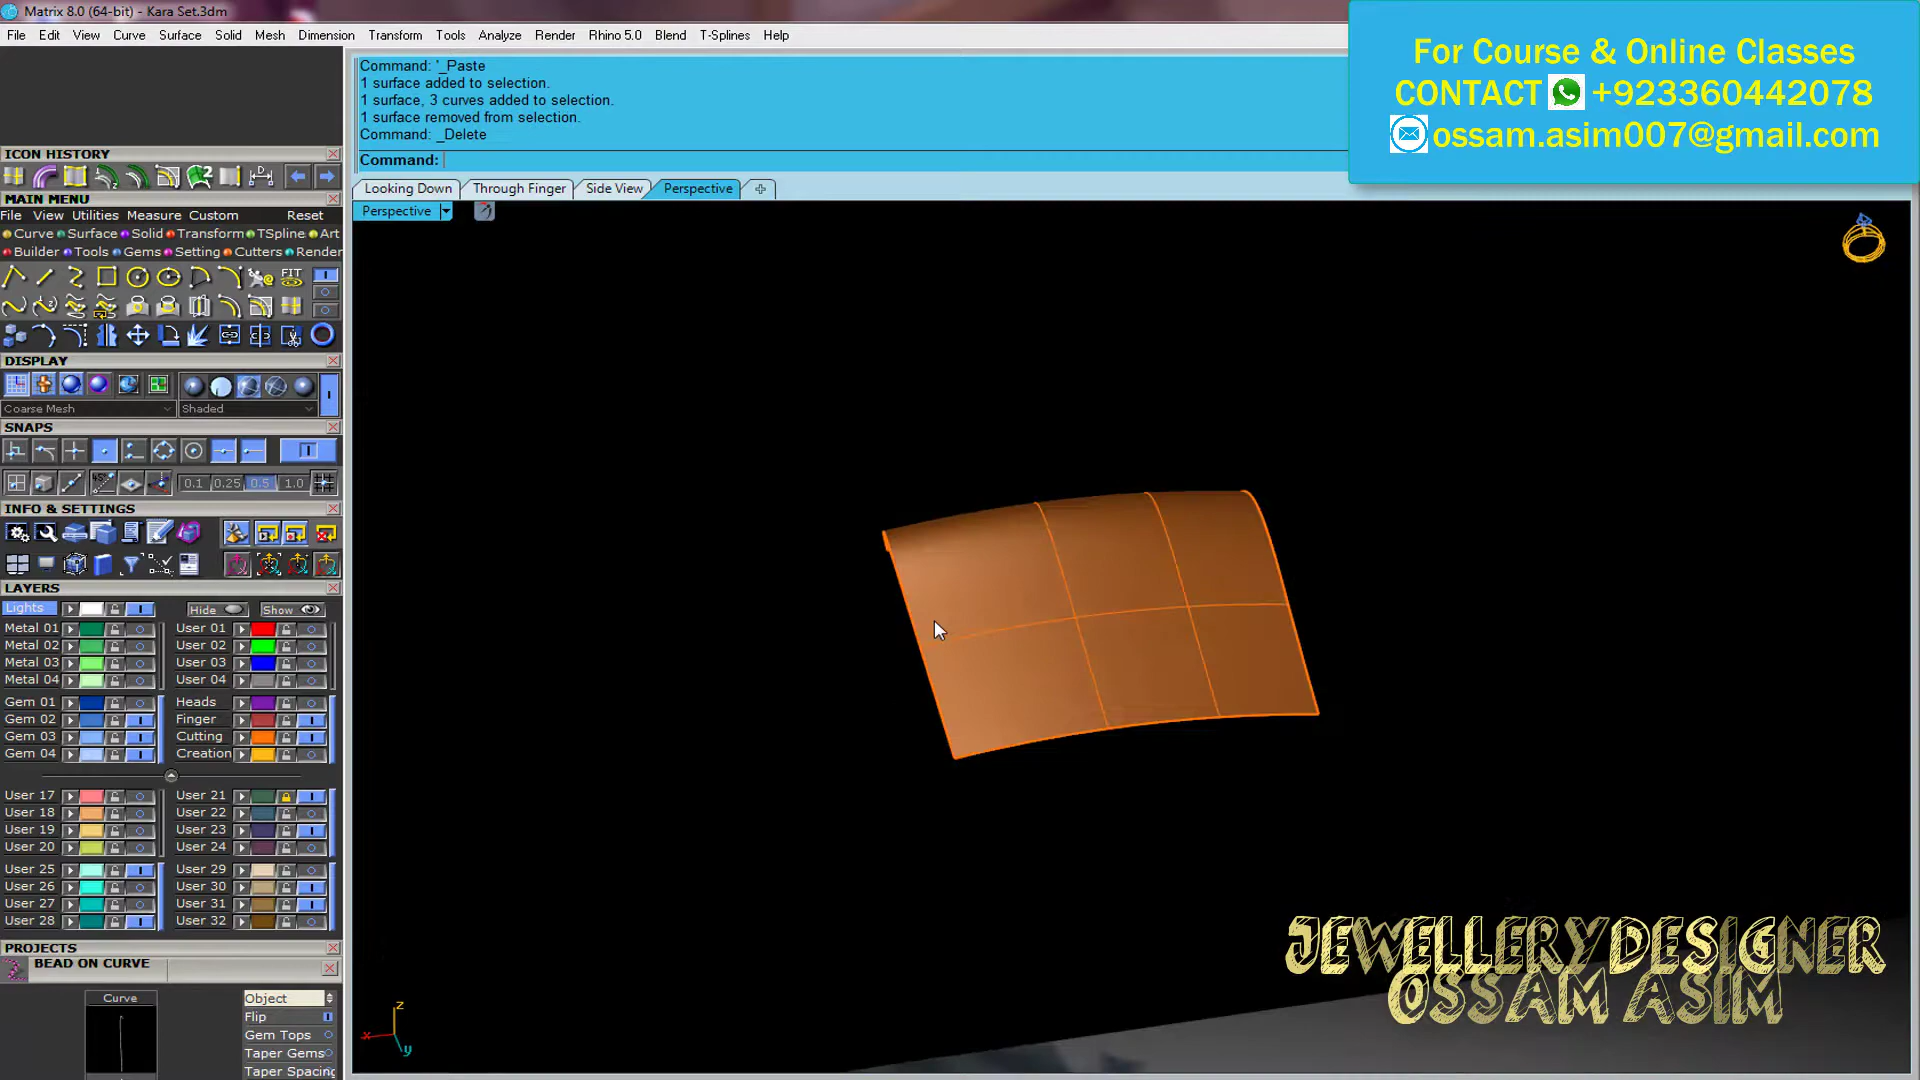 Matrix 8.0 (64-bit) - Kara Set.3dm
File Edit View Curve Surface Solid Mesh Dimension Transform Tools Analyze Render Rhino 5.0 Blend T-Splines Help
For Course & Online Classes
CONTACT +923360442078
ossam.asim007@gmail.com
Command: '_Paste
1 surface added to selection.
1 surface, 3 curves added to selection.
1 surface removed from selection.
Command: _Delete
Command:
Looking Down Through Finger Side View Perspective
Perspective
ICON HISTORY
MAIN MENU
File View Utilities Measure Custom Reset
Curve Surface Solid Transform TSpline Art
Builder Tools Gems Setting Cutters Render
FIT
DISPLAY
Coarse Mesh Shaded
SNAPS
0.1 0.25 0.5 1.0
INFO & SETTINGS
LAYERS
Lights Hide Show
Metal 01 User 01
Metal 02 User 02
Metal 03 User 03
Metal 04 User 04
Gem 01 Heads
Gem 02 Finger
Gem 03 Cutting
Gem 04 Creation
User 17 User 21
User 18 User 22
User 19 User 23
User 20 User 24
User 25 User 29
User 26 User 30
User 27 User 31
User 28 User 32
PROJECTS
BEAD ON CURVE
Curve Object
Flip
Gem Tops
Taper Gems
Taper Spacing
z
x
y
JEWELLERY DESIGNER
OSSAM ASIM